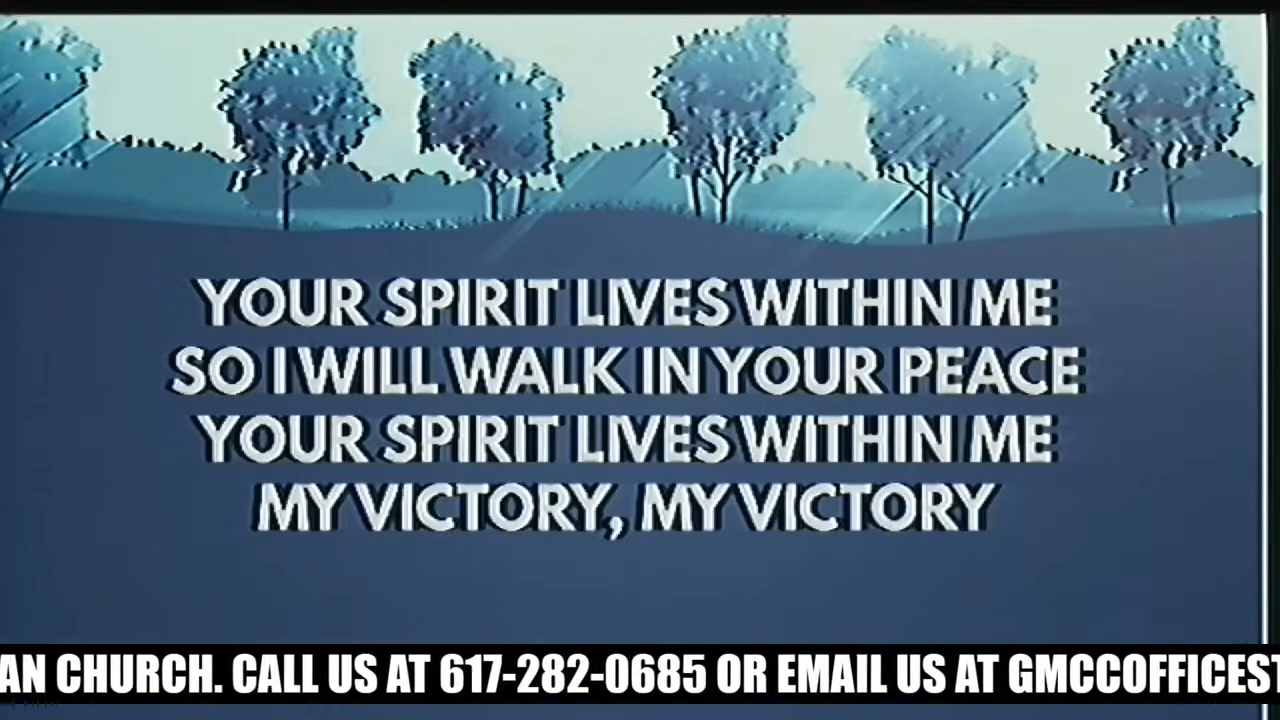 YOUR SPIRIT LIVES WITHIN ME
SO I WILL WALK IN YOUR PEACE
YOUR SPIRIT LIVES WITHIN ME
MY VICTORY, MY VICTORY
AN CHURCH. CALL US AT 617-282-0685 OR EMAIL US AT GMCCOFFICEST